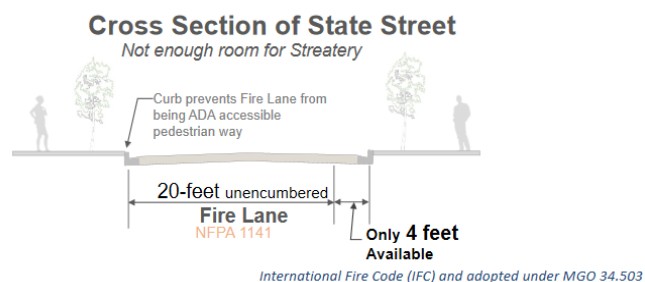 Cross Section of State Street
Not enough room for Streatery
Curb prevents Fire Lane from
being ADA accessible
pedestrian way
20-feet unencumbered
Fire Lane
NFPA 1141
Only 4 feet
Available
International Fire Code (IFC) and adopted under MGO 34.503